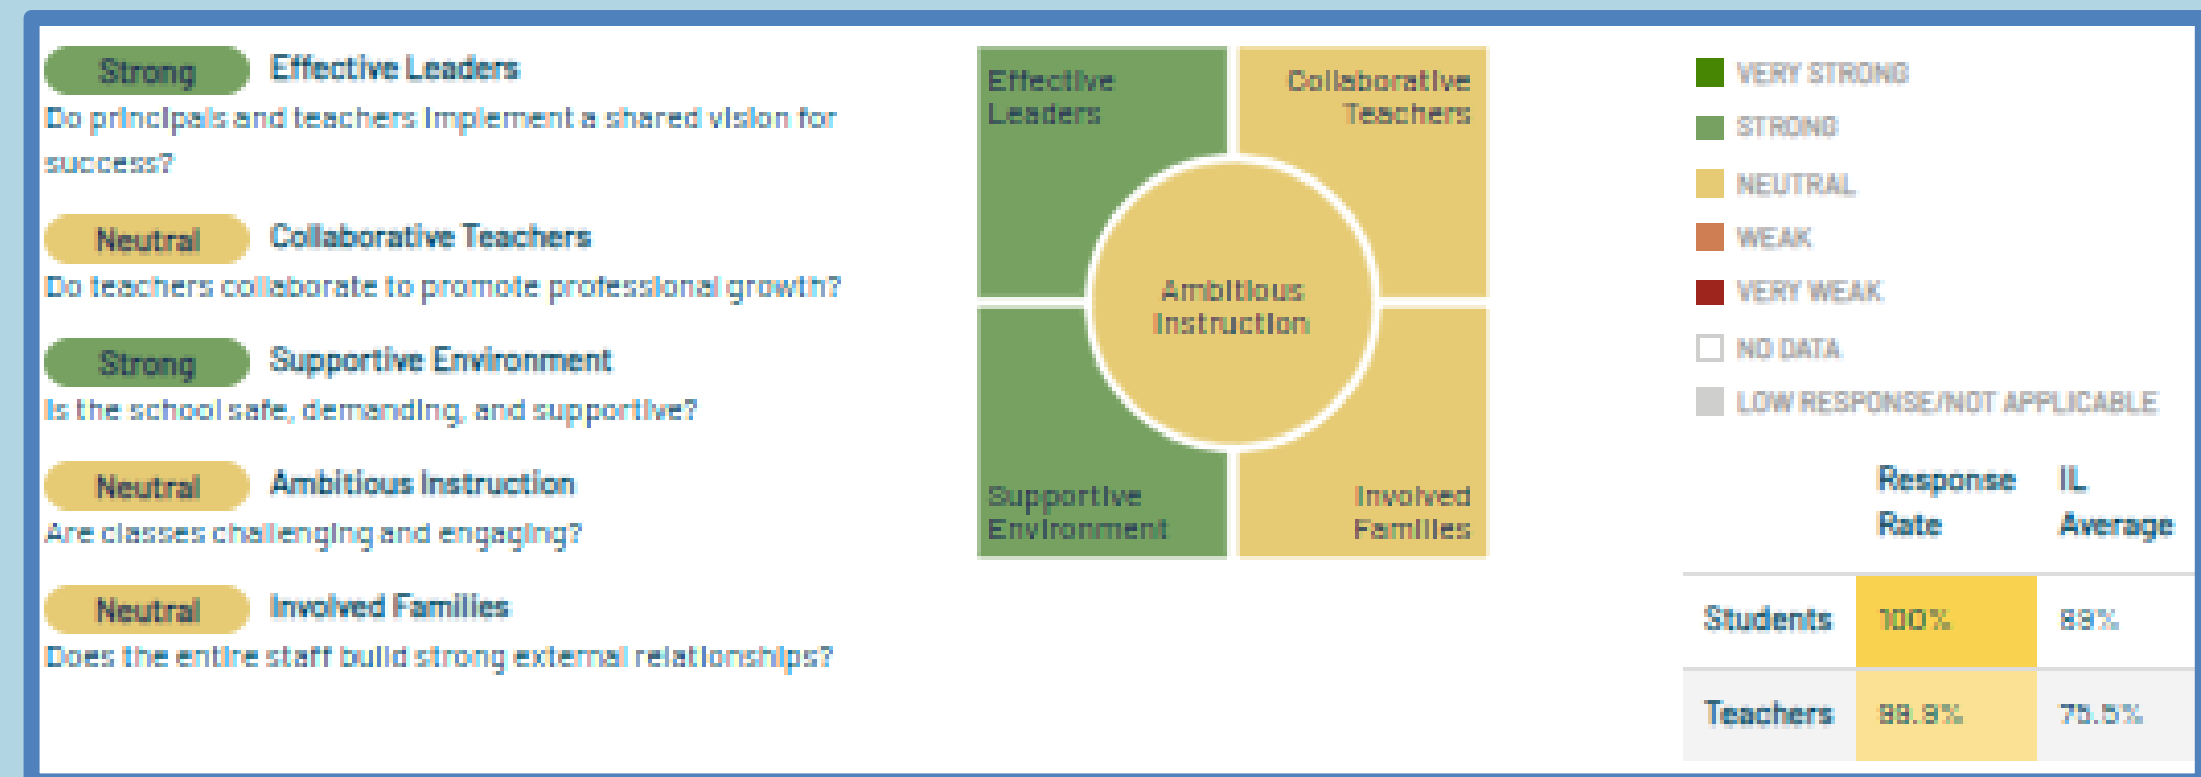 Strong Effective Leaders
Do principals and teachers implement a shared vision for
success?
Neutral Collaborative Teachers
Do teachers collaborate to promote professional growth?
Strong Supportive Environment
Is the school safe, demanding, and supportive?
Neutral Ambitious Instruction
Are classes challenging and engaging?
Neutral Involved Families
Does the entire staff build strong external relationships?
Effective
Leaders
Collaborative
Teachers
Ambitious
Instruction
Supportive
Environment
Involved
Families
VERY STRONG
STRONG
NEUTRAL
WEAK
VERY WEAK
NO DATA
LOW RESPONSE/NOT APPLICABLE
Response
Rate
IL
Average
Students 100%
Teachers 75.5%